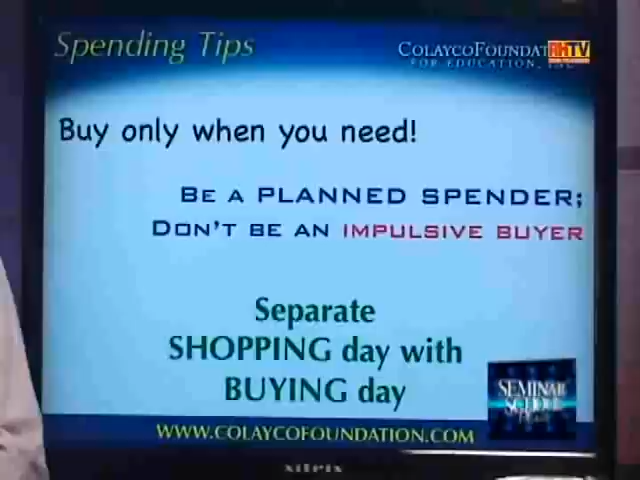 Spending Tips
COLAYCOFOUNDAT
FOR EDUCATION, INC
Buy only when you need!
BE A PLANNED SPENDER;
DON'T BE AN IMPULSIVE BUYER
Separate
SHOPPING day with
BUYING day
SEMINAR
SCHOOL
WWW.COLAYCOFOUNDATION.COM